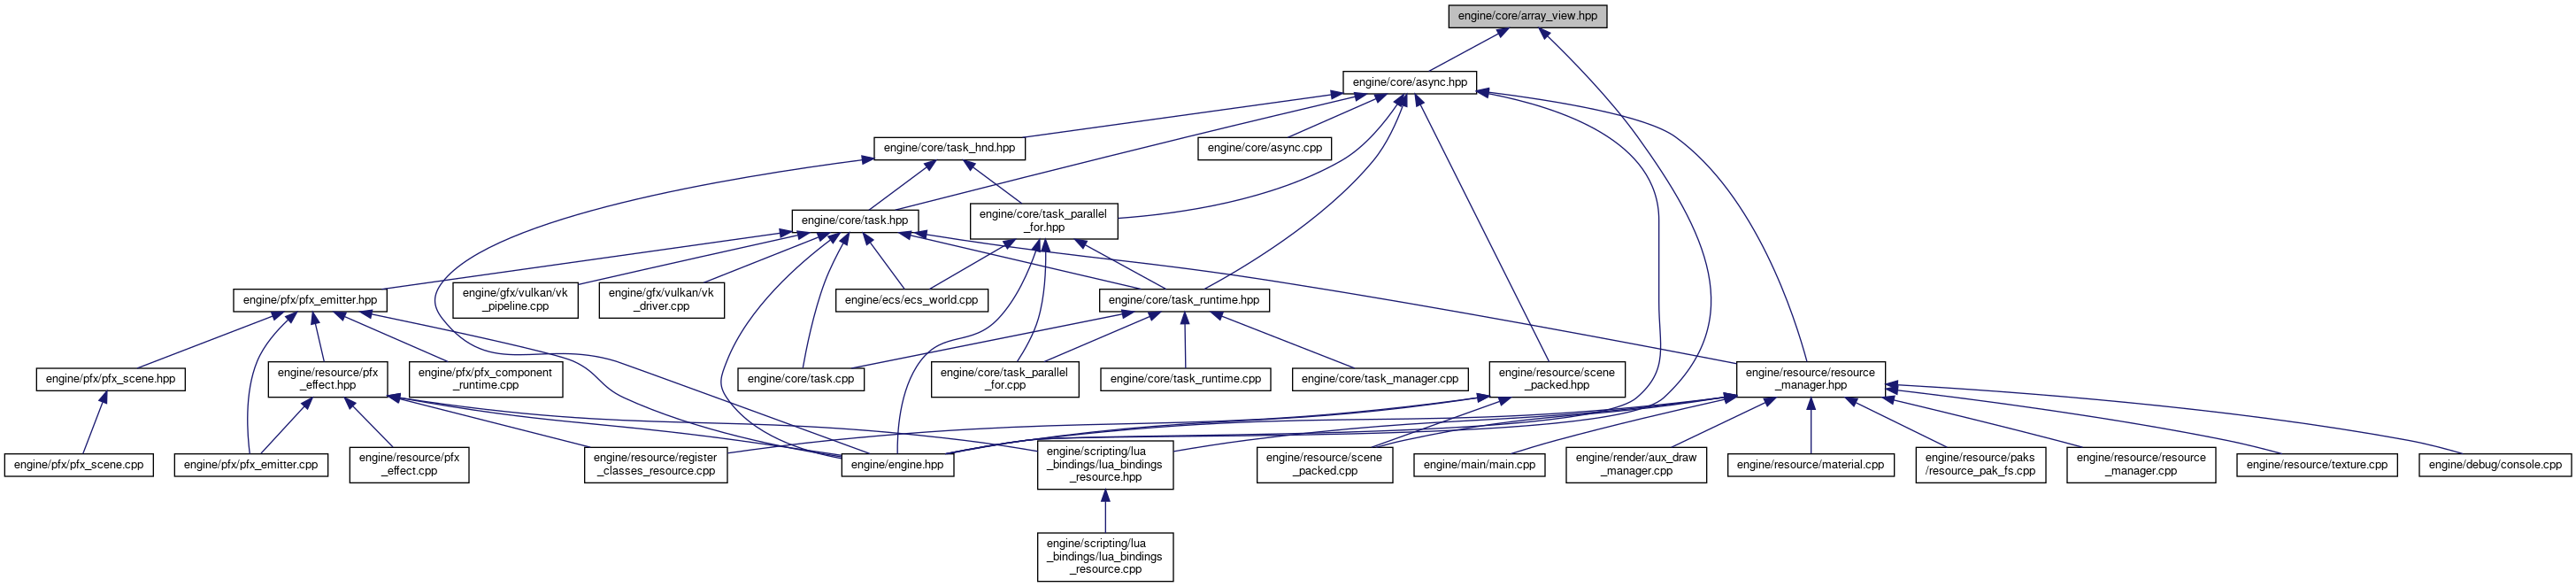 engine/core/array_view.hpp
engine/core/async.hpp
engine/core/task_hnd.hpp
engine/core/async.cpp
engine/core/task.hpp
engine/core/task_parallel
_for.hpp
engine/pfx/pfx_emitter.hpp
engine/gfx/vulkan/vk
_pipeline.cpp
engine/gfx/vulkan/vk
_driver.cpp
engine/ecs/ecs_world.cpp
engine/core/task_runtime.hpp
engine/pfx/pfx_scene.hpp
engine/resource/pfx
_effect.hpp
engine/pfx/pfx_component
_runtime.cpp
engine/core/task.cpp
engine/core/task_parallel
_for.cpp
engine/core/task_runtime.cpp
engine/core/task_manager.cpp
engine/resource/scene
_packed.hpp
engine/resource/resource
_manager.hpp
engine/pfx/pfx_scene.cpp
engine/pfx/pfx_emitter.cpp
engine/resource/pfx
_effect.cpp
engine/resource/register
_classes_resource.cpp
engine/engine.hpp
engine/scripting/lua
_bindings/lua_bindings
_resource.hpp
engine/resource/scene
_packed.cpp
engine/main/main.cpp
engine/render/aux_draw
_manager.cpp
engine/resource/material.cpp
engine/resource/paks
/resource_pak_fs.cpp
engine/resource/resource
_manager.cpp
engine/resource/texture.cpp
engine/debug/console.cpp
engine/scripting/lua
_bindings/lua_bindings
_resource.cpp